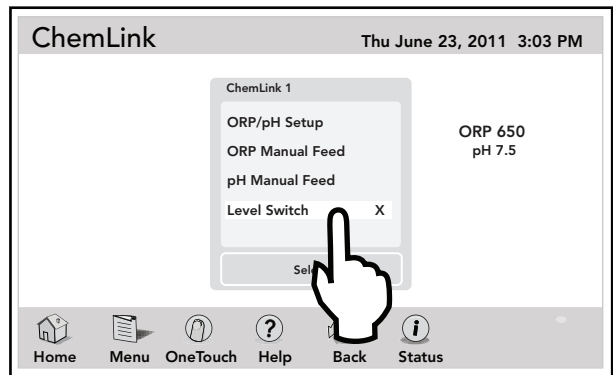 ChemLink
Thu June 23, 2011 3:03 PM
ChemLink 1
ORP/pH Setup
ORP Manual Feed
pH Manual Feed
Level Switch X
ORP 650
pH 7.5
?
i
Home Menu OneTouch Help Back Status